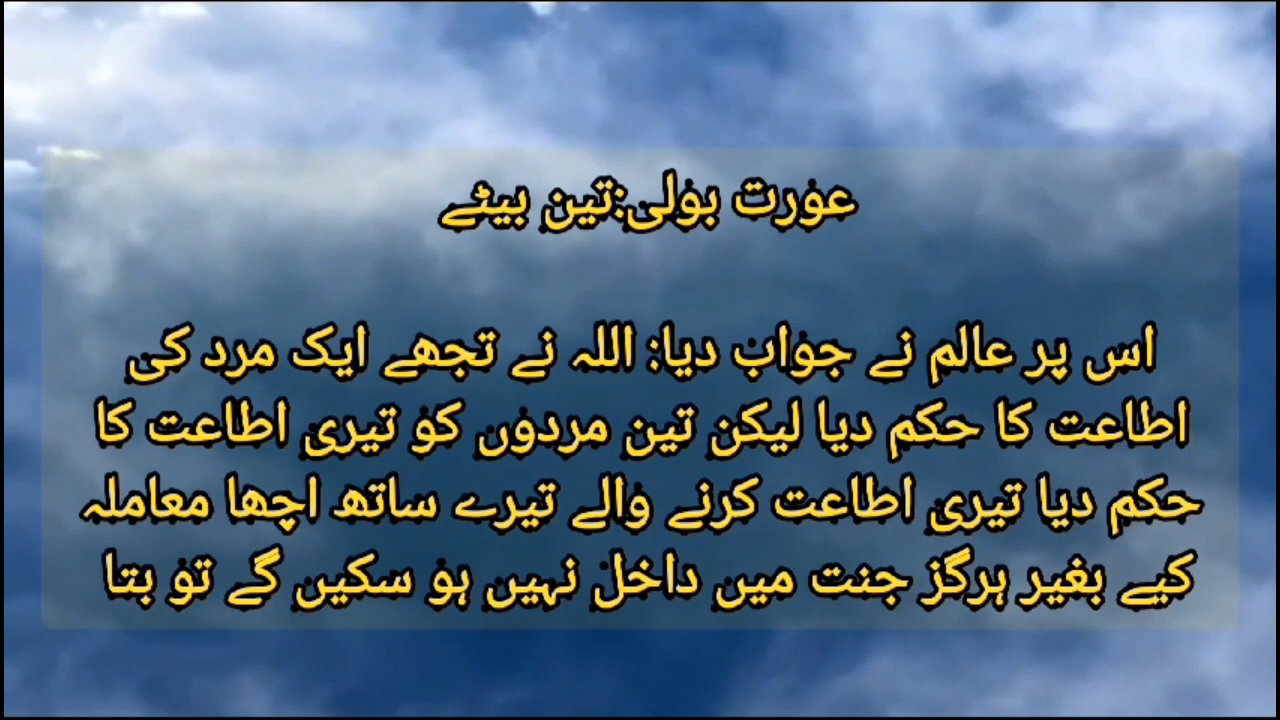 عورت بولی:تین بیٹے
اس پر عالم نے جواب دیا: اللہ نے تجھے ایک مرد کی
اطاعت کا حکم دیا لیکن تین مردوں کو تیری اطاعت کا
حکم دیا تیری اطاعت کرنے والے تیرے ساتھ اچھا معاملہ
کیے بغیر ہرگز جنت میں داخل نہیں ہو سکیں گے تو بتا